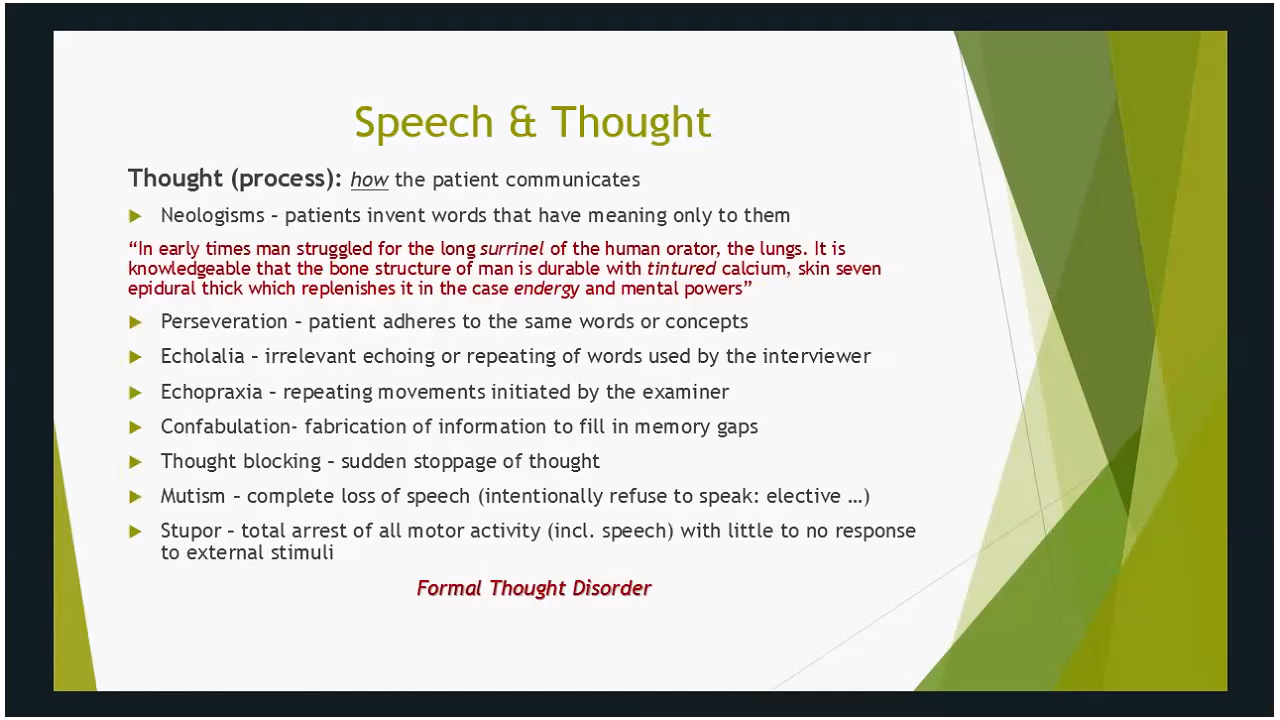 Speech & Thought
Thought (process): how the patient communicates
Neologisms – patients invent words that have meaning only to them
“In early times man struggled for the long surrinel of the human orator, the lungs. It is
knowledgeable that the bone structure of man is durable with tintured calcium, skin seven
epidural thick which replenishes it in the case endergy and mental powers”
Perseveration – patient adheres to the same words or concepts
Echolalia – irrelevant echoing or repeating of words used by the interviewer
Echopraxia – repeating movements initiated by the examiner
Confabulation- fabrication of information to fill in memory gaps
Thought blocking – sudden stoppage of thought
Mutism – complete loss of speech (intentionally refuse to speak: elective …)
Stupor – total arrest of all motor activity (incl. speech) with little to no response
to external stimuli
Formal Thought Disorder